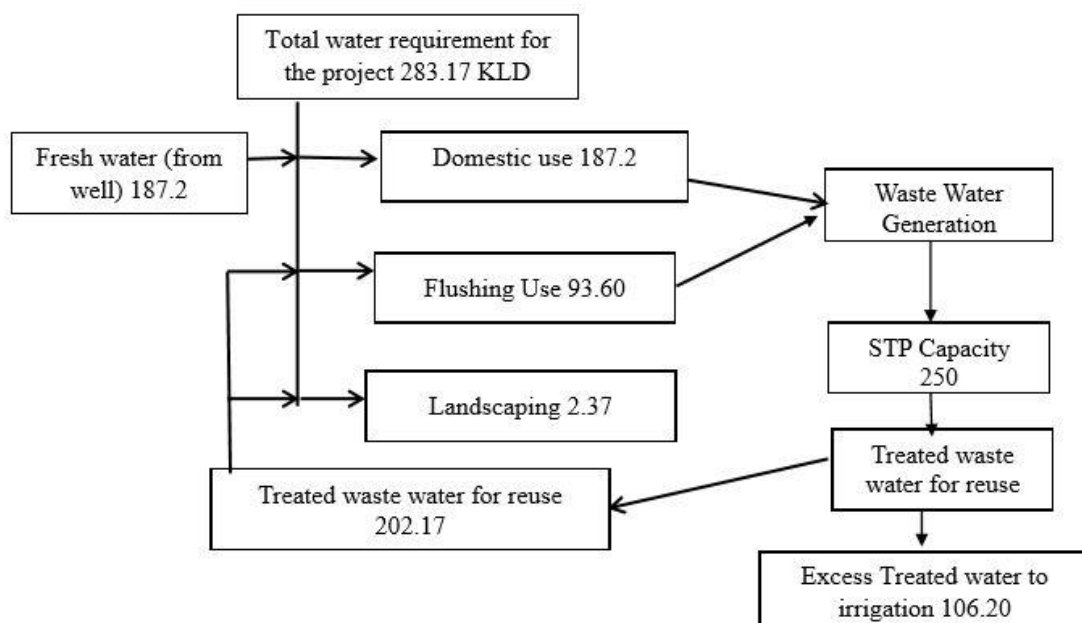 Total water requirement for
the project 283.17 KLD
Fresh water (from
well) 187.2
Domestic use 187.2
Waste Water
Generation
Flushing Use 93.60
STP Capacity
250
Landscaping 2.37
Treated waste
water for reuse
Treated waste water for reuse
202.17
Excess Treated water to
irrigation 106.20